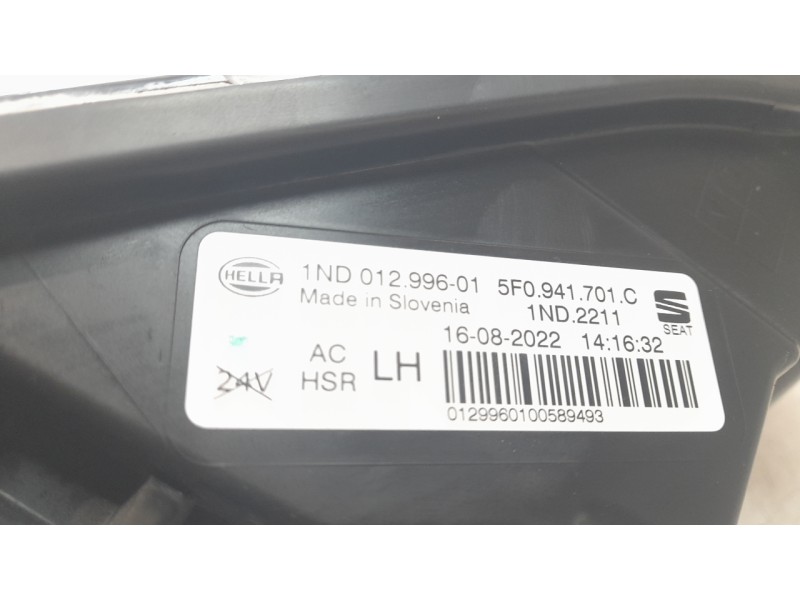 HELLA
1ND 012.996-01 5F0.941.701.C
Made in Slovenia 1ND.2211
SEAT
16-08-2022 14:16:32
24V
AC
HSR
LH
0129960100589493